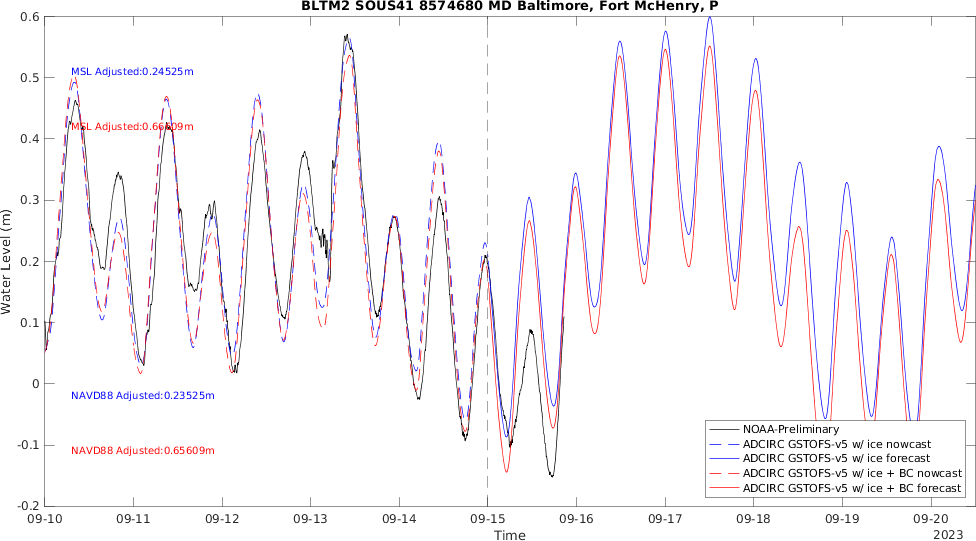 BLTM2 SOUS41 8574680 MD Baltimore, Fort McHenry, P
0.6
0.5
0.4
0.3
0.2
0.1
0
-0.1
-0.2
Water Level (m)
MSL Adjusted:0.24525m
MSL Adjusted:0.66609m
NAVD88 Adjusted:0.23525m
NAVD88 Adjusted:0.65609m
NOAA-Preliminary
ADCIRC GSTOFS-v5 w/ ice nowcast
ADCIRC GSTOFS-v5 w/ ice forecast
ADCIRC GSTOFS-v5 w/ ice + BC nowcast
ADCIRC GSTOFS-v5 w/ ice + BC forecast
09-10 09-11 09-12 09-13 09-14 09-15 09-16 09-17 09-18 09-19 09-20
Time
2023